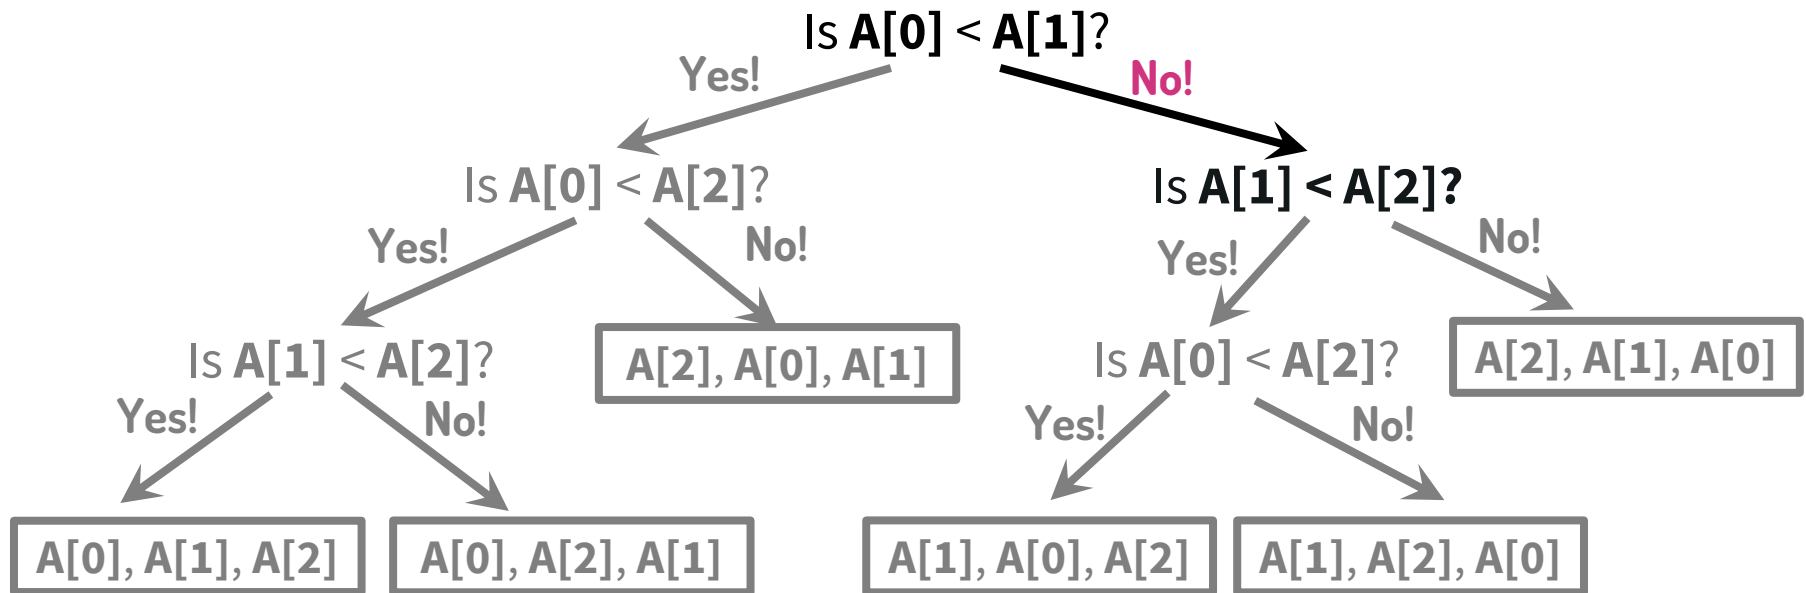 Is A[0] < A[1]?
Yes!
No!
Is A[0] < A[2]?
Is A[1] < A[2]?
Yes!
No!
Yes!
No!
Is A[1] < A[2]?
A[2], A[0], A[1]
Is A[0] < A[2]?
A[2], A[1], A[0]
Yes!
No!
Yes!
No!
A[0], A[1], A[2]
A[0], A[2], A[1]
A[1], A[0], A[2]
A[1], A[2], A[0]